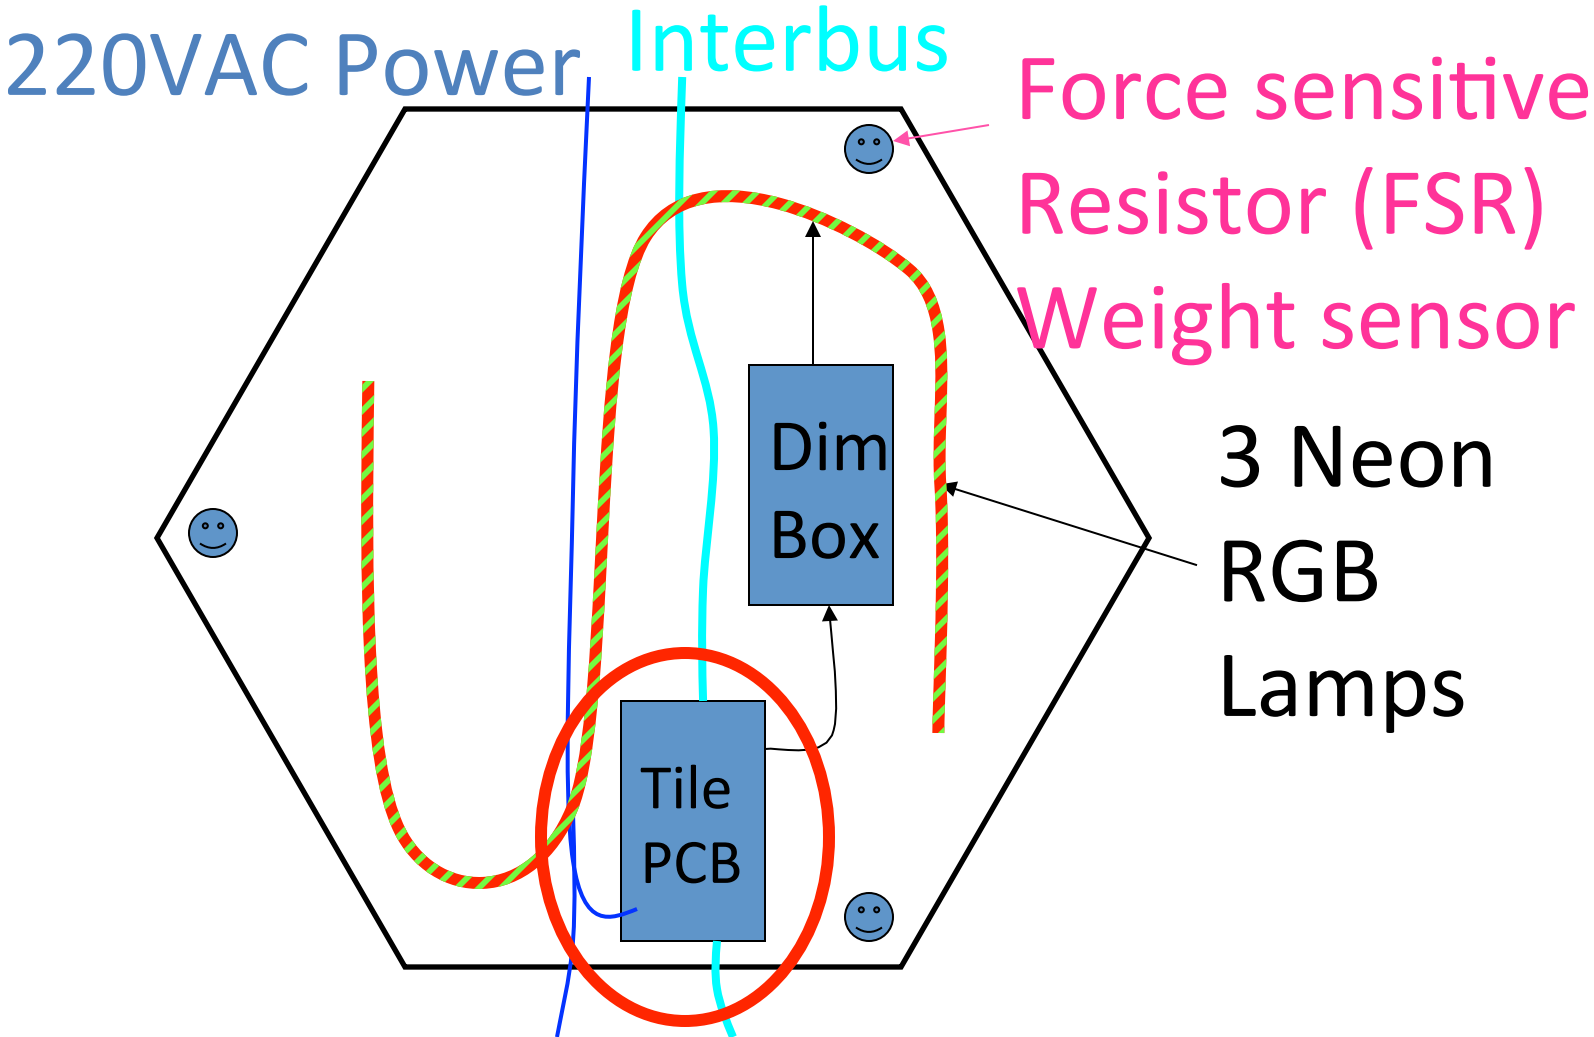 220VAC Power
Interbus
Force sensitive
Resistor (FSR)
Weight sensor
Dim
Box
3 Neon
RGB
Lamps
Tile
PCB